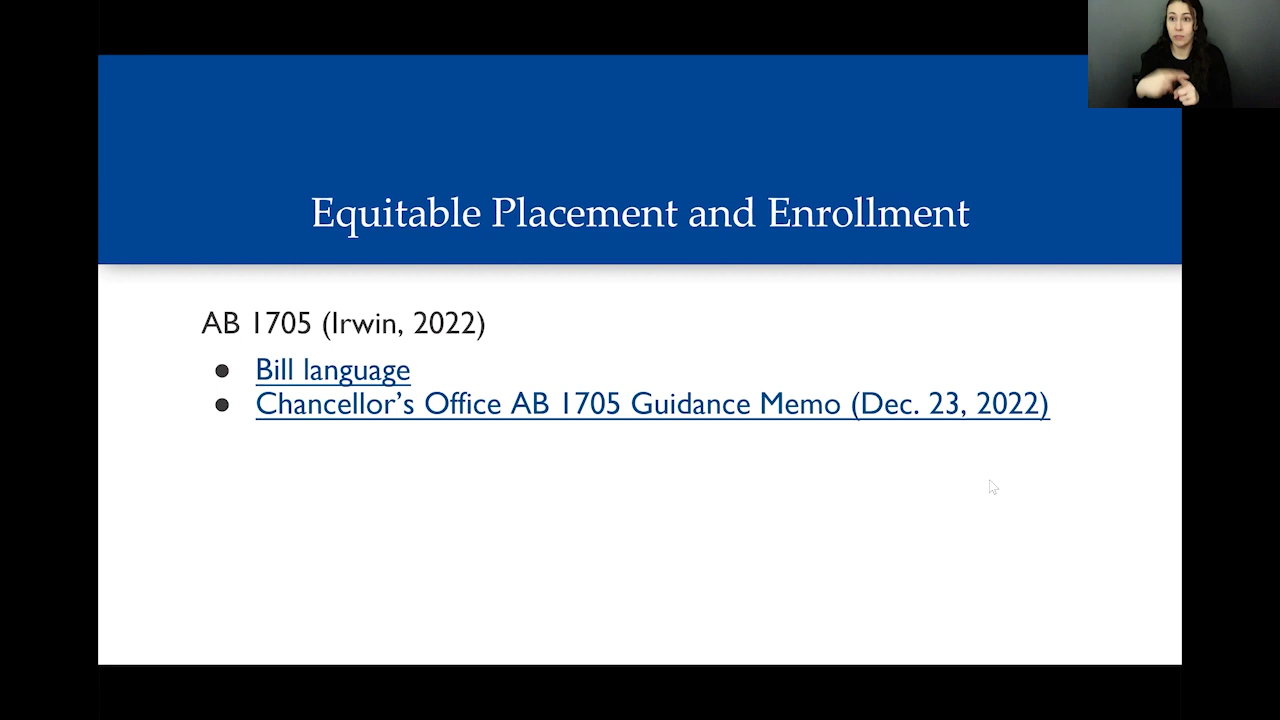 Equitable Placement and Enrollment
AB 1705 (Irwin, 2022)
● Bill language
● Chancellor’s Office AB 1705 Guidance Memo (Dec. 23, 2022)